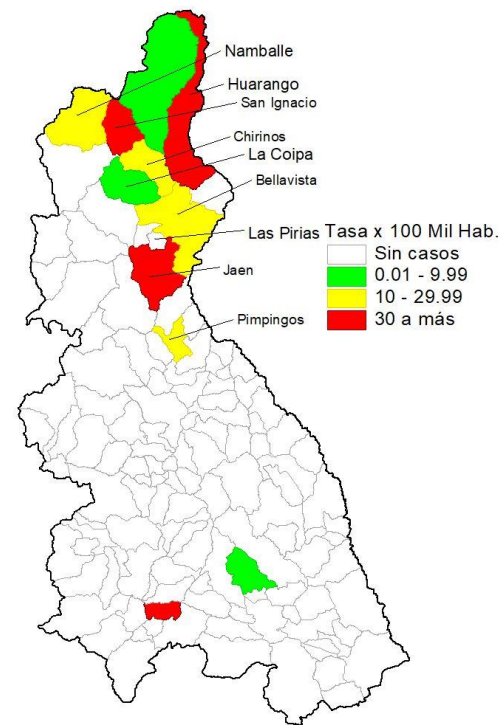 Namballe
Huarango
San Ignacio
Chirinos
La Coipa
Bellavista
Las Pirias
Jaen
Pimpingos
Tasa x 100 Mil Hab.
Sin casos
0.01 - 9.99
10 - 29.99
30 a más